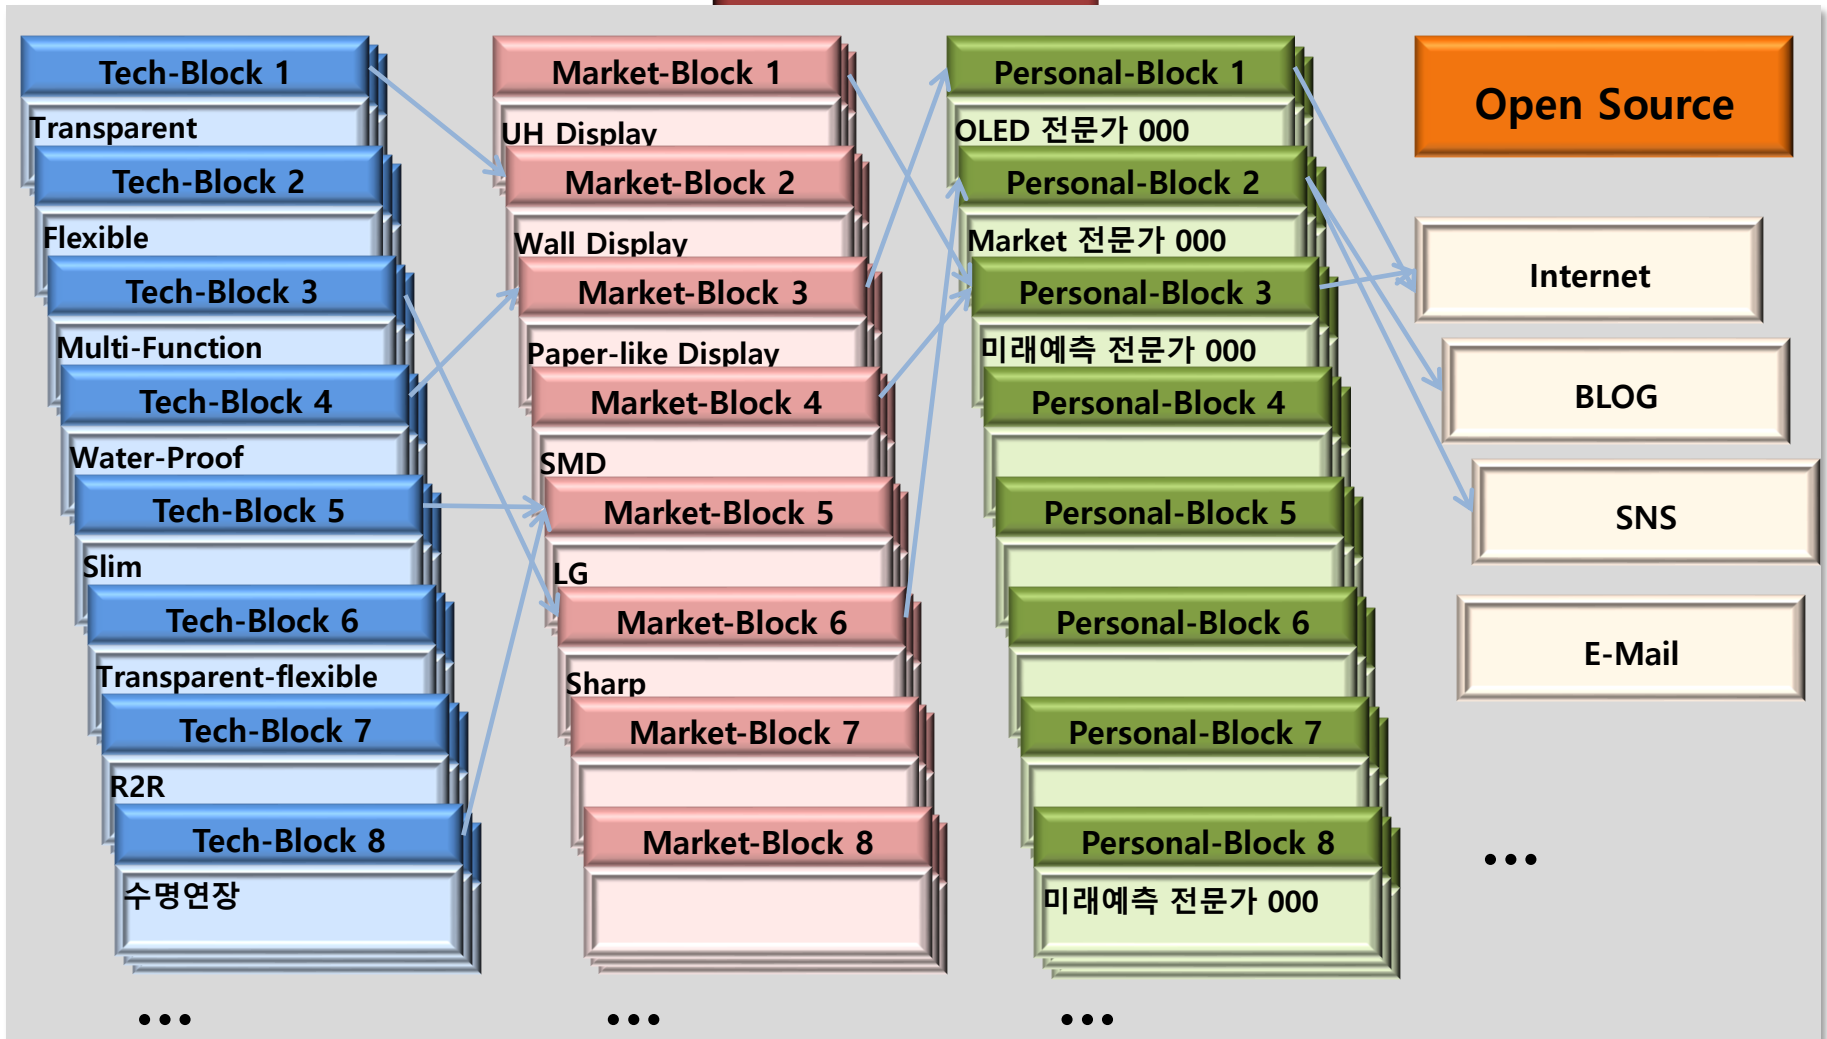 Tech-Block 1
Transparent
Tech-Block 2
Flexible
Tech-Block 3
Multi-Function
Tech-Block 4
Water-Proof
Tech-Block 5
Slim
Tech-Block 6
Transparent-flexible
Tech-Block 7
R2R
Tech-Block 8
수명연장
...
Market-Block 1
UH Display
Market-Block 2
Wall Display
Market-Block 3
Paper-like Display
Market-Block 4
SMD
Market-Block 5
LG
Market-Block 6
Sharp
Market-Block 7
Market-Block 8
...
Personal-Block 1
OLED 전문가 000
Personal-Block 2
Market 전문가 000
Personal-Block 3
미래예측 전문가 000
Personal-Block 4
Personal-Block 5
Personal-Block 6
Personal-Block 7
Personal-Block 8
미래예측 전문가 000
...
Open Source
Internet
BLOG
SNS
E-Mail
...